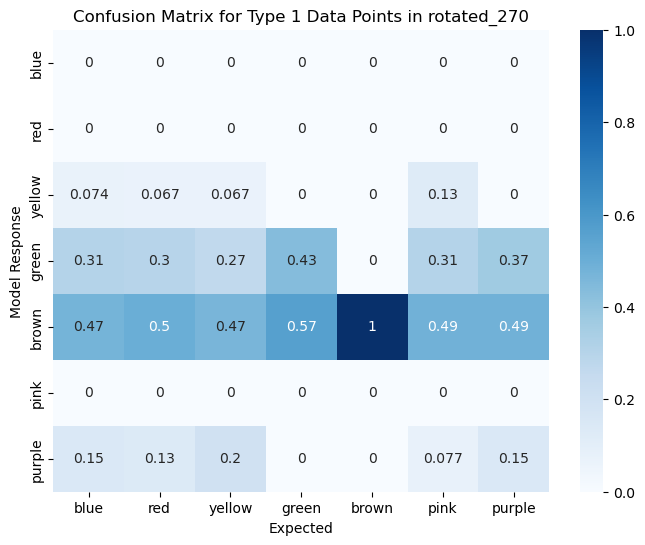 Confusion Matrix for Type 1 Data Points in rotated_270
1.0
blue 0 0 0 0 0 0 0
red 0 0 0 0 0 0 0
0.8
yellow 0.074 0.067 0.067 0 0 0.13 0
0.6
Model Response
green 0.31 0.3 0.27 0.43 0 0.31 0.37
0.4
brown 0.47 0.5 0.47 0.57 1 0.49 0.49
pink 0 0 0 0 0 0 0
0.2
purple 0.15 0.13 0.2 0 0 0.077 0.15
0.0
blue red yellow green brown pink purple
Expected